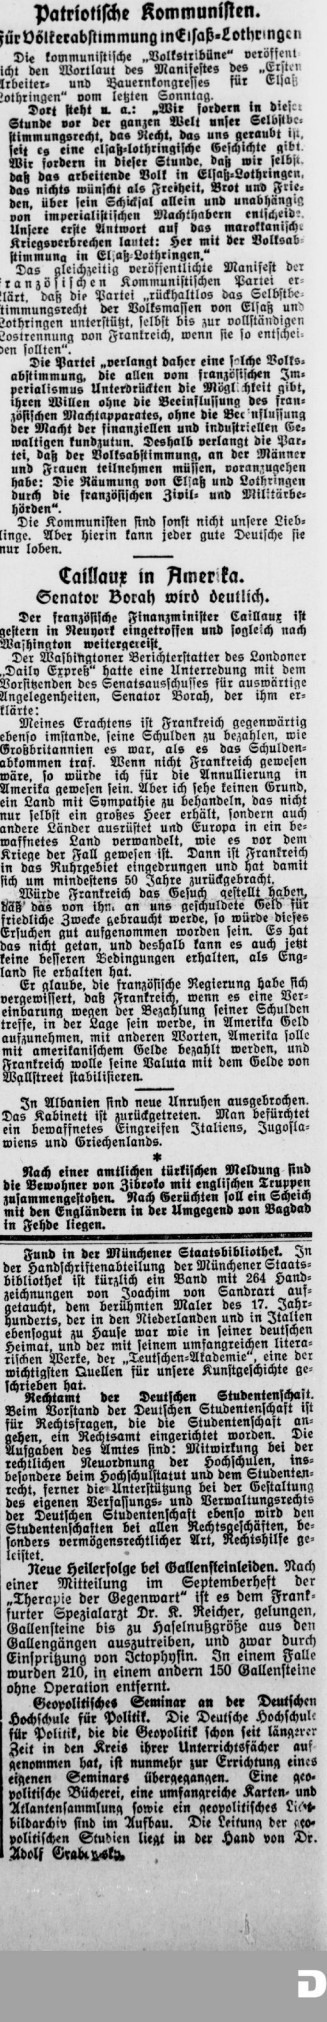 Patriotische Kommunisten.
Für Völkerabstimmung in Elsaß-Lothringen
Die kommunistische „Volkstribüne“ veröffent
icht den Wortlaut des Manifestes des „Ersten
Arbeiter- und Bauernkongresses für Elsaß
Lothringen“ vom letzten Sonntag.
Dort steht u. a.: „Wir fordern in dieser
Stunde vor der ganzen Welt unser Selbstbe-
stimmungsrecht, das Recht, das uns geraubt ist,
seit es eine elsaß-lothringische Geschichte gibt.
Wir fordern in dieser Stunde, daß wir selbst,
daß das arbeitende Volk in Elsaß-Lothringen,
das nichts wünscht als Freiheit, Brot und Frie-
den, über sein Schicksal allein und unabhängig
von imperialistischen Machthabern entscheide.
Unsere erste Antwort auf das marokkanische
Kriegsverbrechen lautet: Her mit der Volksab-
stimmung in Elsaß-Lothringen.“
Das gleichzeitig veröffentlichte Manifest der
französischen Kommunistischen Partei er-
klärt, daß die Partei „rückhaltlos das Selbstbe-
stimmungsrecht der Volksmassen von Elsaß und
Lothringen unterstützt, selbst bis zur vollständigen
Lostrennung von Frankreich, wenn sie so entschei-
den sollten“.
Die Partei „verlangt daher eine solche Volks-
abstimmung, die allen vom französischen Im-
perialismus Unterdrückten die Möglichkeit gibt,
ihren Willen ohne die Beeinflussung des fran-
zösischen Machtapparates, ohne die Beeinflussung
der Macht der finanziellen und industriellen Ge-
waltigen kundzutun. Deshalb verlangt die Par-
tei, daß der Volksabstimmung, an der Männer
und Frauen teilnehmen müssen, voranzugehen
habe: Die Räumung von Elsaß und Lothringen
durch die französischen Zivil- und Militärbe-
hörden“.
Die Kommunisten sind sonst nicht unsere Lieb-
linge. Aber hierin kann jeder gute Deutsche sie
nur loben.
Caillaux in Amerika.
Senator Borah wird deutlich.
Der französische Finanzminister Caillaux ist
gestern in Neuyork eingetroffen und sogleich nach
Washington weitergereist.
Der Washingtoner Berichterstatter des Londoner
„Daily Expreß“ hatte eine Unterredung mit dem
Vorsitzenden des Senatsausschusses für auswärtige
Angelegenheiten, Senator Borah, der ihm er-
klärte:
Meines Erachtens ist Frankreich gegenwärtig
ebenso imstande, seine Schulden zu bezahlen, wie
Großbritannien es war, als es das Schulden-
abkommen traf. Wenn nicht Frankreich gewesen
wäre, so würde ich für die Annullierung in
Amerika gewesen sein. Aber ich sehe keinen Grund,
ein Land mit Sympathie zu behandeln, das nicht
nur selbst ein großes Heer erhält, sondern auch
andere Länder ausrüstet und Europa in ein be-
waffnetes Land verwandelt, wie es vor dem
Kriege der Fall gewesen ist. Dann ist Frankreich
in das Ruhrgebiet eingedrungen und hat damit
sich um mindestens 50 Jahre zurückgebracht.
Würde Frankreich das Gesuch gestellt haben,
daß das von ihm an uns geschuldete Geld für
friedliche Zwecke gebraucht werde, so würde dieses
Ersuchen gut aufgenommen worden sein. Es hat
das nicht getan, und deshalb kann es auch jetzt
keine besseren Bedingungen erhalten, als Eng-
land sie erhalten hat.
Er glaube, die französische Regierung habe sich
vergewissert, daß Frankreich, wenn es eine Ver-
einbarung wegen der Bezahlung seiner Schulden
treffe, in der Lage sein werde, in Amerika Geld
aufzunehmen, mit anderen Worten, Amerika solle
mit amerikanischem Gelde bezahlt werden, und
Frankreich wolle seine Valuta mit dem Gelde von
Wallstreet stabilisieren.
In Albanien sind neue Unruhen ausgebrochen.
Das Kabinett ist zurückgetreten. Man befürchtet
ein bewaffnetes Eingreifen Italiens, Jugosla-
wiens und Griechenlands.
*
Nach einer amtlichen türkischen Meldung sind
die Bewohner von Zibroko mit englischen Truppen
zusammengestoßen. Nach Gerüchten soll ein Scheich
mit den Engländern in der Umgegend von Bagdad
in Fehde liegen.
Fund in der Münchener Staatsbibliothek. In
der Handschriftenabteilung der Münchener Staats-
bibliothek ist kürzlich ein Band mit 264 Hand-
zeichnungen von Joachim von Sandrart auf-
getaucht, dem berühmten Maler des 17. Jahr-
hunderts, der in den Niederlanden und in Italien
ebensogut zu Hause war wie in seiner deutschen
Heimat, und der mit seinem umfangreichen litera-
rischen Werke, der „Teutschen-Akademie“, eine der
wichtigsten Quellen für unsere Kunstgeschichte ge-
schrieben hat.
Rechtamt der Deutschen Studentenschaft.
Beim Vorstand der Deutschen Studentenschaft ist
für Rechtsfragen, die die Studentenschaft an-
gehen, ein Rechtsamt eingerichtet worden. Die
Aufgaben des Amtes sind: Mitwirkung bei der
rechtlichen Neuordnung der Hochschulen, ins-
besondere beim Hochschulstatut und dem Studenten-
recht, ferner die Unterstützung bei der Gestaltung
des eigenen Verfassungs- und Verwaltungsrechts
der Deutschen Studentenschaft ebenso wird den
Studentenschaften bei allen Rechtsgeschäften, be-
sonders vermögensrechtlicher Art, Rechtshilfe ge-
leistet.
Neue Heilerfolge bei Gallensteinleiden. Nach
einer Mitteilung im Septemberheft der
„Therapie der Gegenwart“ ist es dem Frank-
furter Spezialarzt Dr. K. Reicher, gelungen,
Gallensteine bis zu Haselnußgröße aus den
Gallengängen auszutreiben, und zwar durch
Einspritzung von Ictophysin. In einem Falle
wurden 210, in einem andern 150 Gallensteine
ohne Operation entfernt.
Geopolitisches Seminar an der Deutschen
Hochschule für Politik. Die Deutsche Hochschule
für Politik, die die Geopolitik schon seit längerer
Zeit in den Kreis ihrer Unterrichtsfächer auf-
genommen hat, ist nunmehr zur Errichtung eines
eigenen Seminars übergegangen. Eine geo-
politische Bücherei, eine umfangreiche Karten- und
Atlantensammlung sowie ein geopolitisches Licht-
bildarchiv sind im Aufbau. Die Leitung der geo-
politischen Studien liegt in der Hand von Dr.
Adolf Grabowsky.